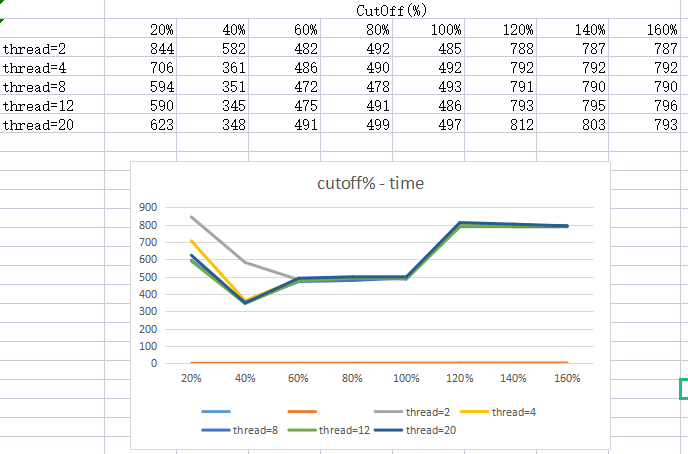 CutOff(%)
20% 40% 60% 80% 100% 120% 140% 160%
thread=2 844 582 482 492 485 788 787 787
thread=4 706 361 486 490 492 792 792 792
thread=8 594 351 472 478 493 791 790 790
thread=12 590 345 475 491 486 793 795 796
thread=20 623 348 491 499 497 812 803 793
cutoff% - time
900
800
700
600
500
400
300
200
100
0
20% 40% 60% 80% 100% 120% 140% 160%
thread=2 thread=4
thread=8 thread=12 thread=20